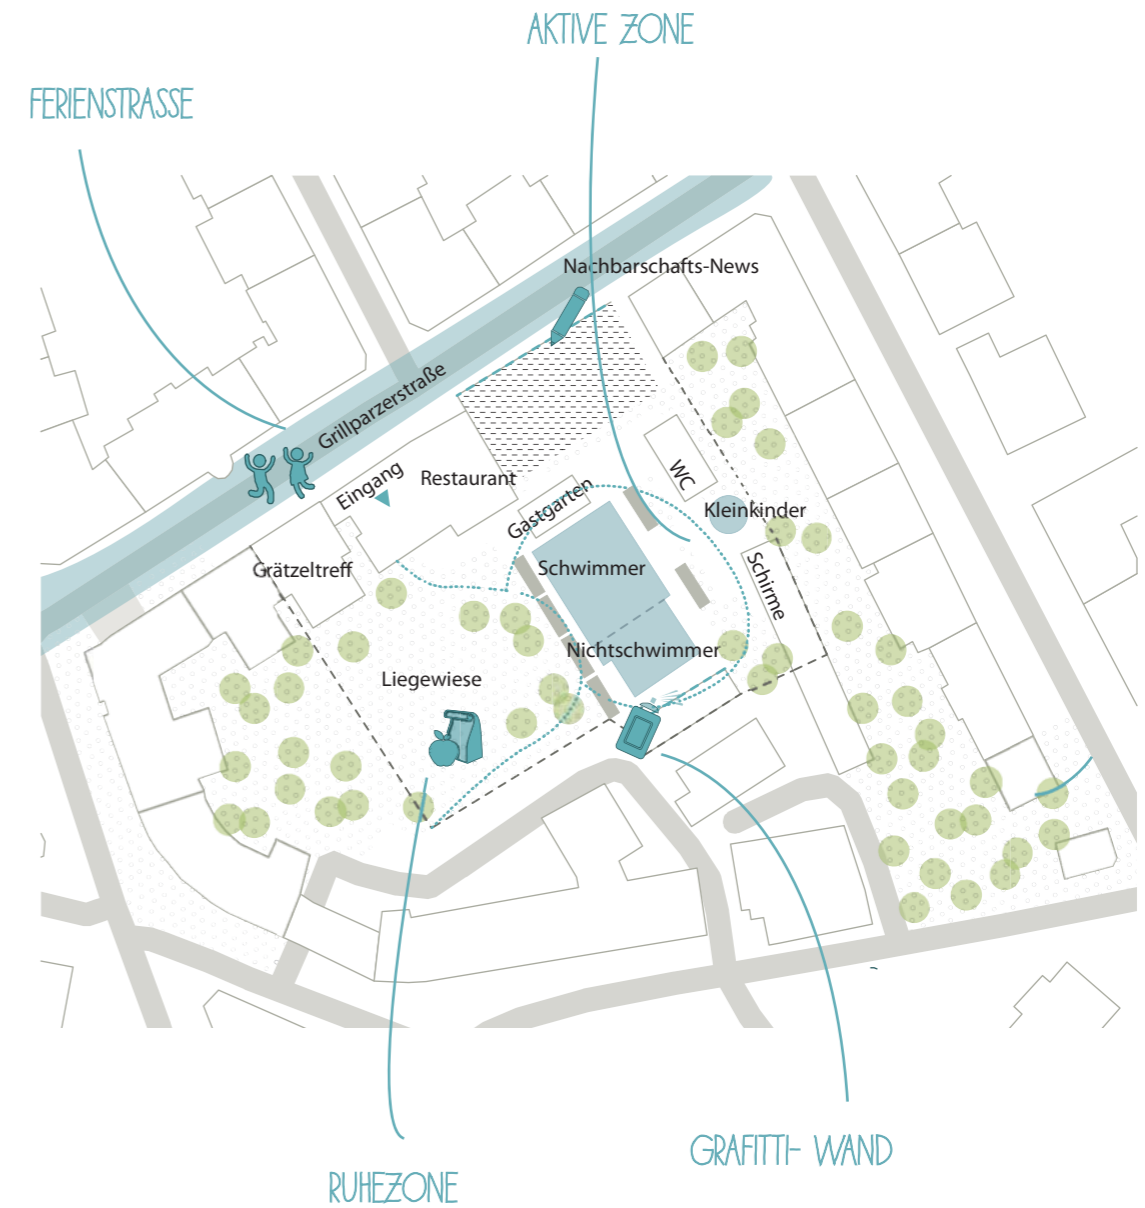 AKTIVE ZONE
FERIENSTRASSE
Nachbarschafts-News
Grillparzerstraße
Eingang
Restaurant
WC
Gastgarten
Kleinkinder
Grätzeltreff
Schwimmer
Schirme
Nichtschwimmer
Liegewiese
GRAFITTI- WAND
RUHEZONE